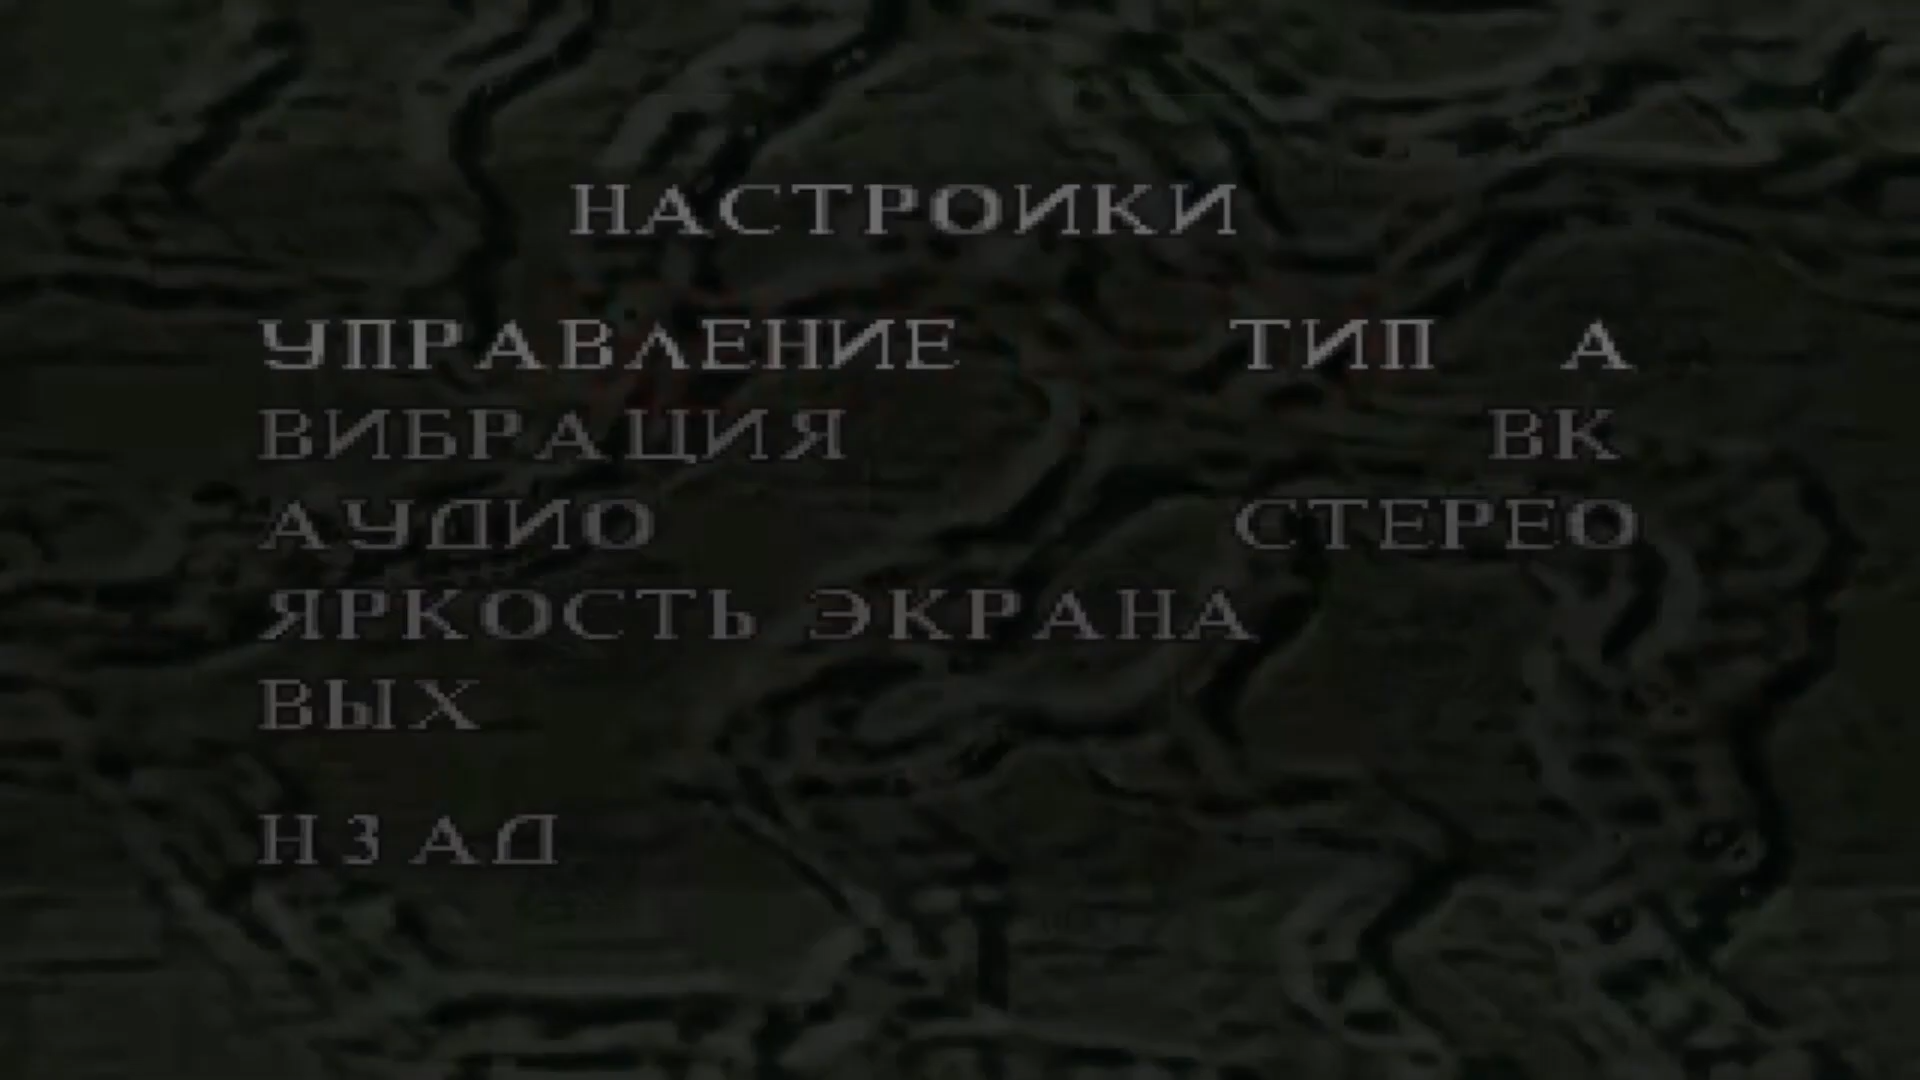 НАСТРОИКИ
УПРАВЛЕНИЕ ТИП А
ВИБРАЦИЯ ВК
АУДИО СТЕРЕО
ЯРКОСТЬ ЭКРАНА
ВЫХ
НЗАД